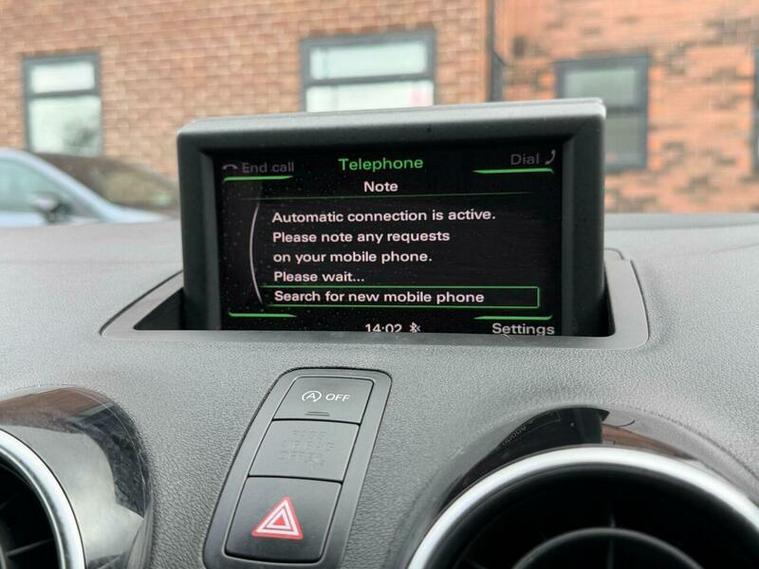 End call Telephone Dial
Note
Automatic connection is active.
Please note any requests
on your mobile phone.
Please wait...
Search for new mobile phone
14:02 Settings
A OFF